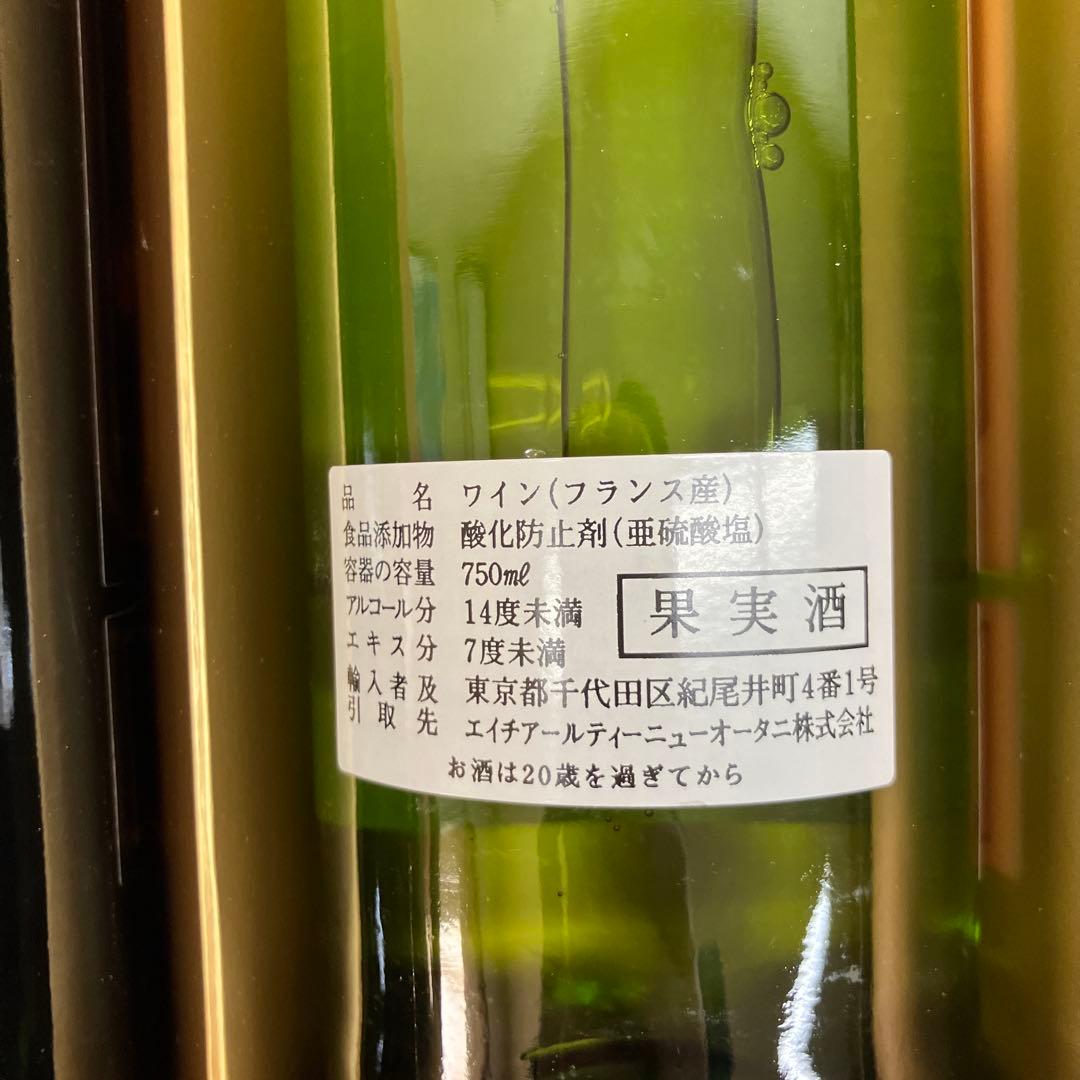 品名 ワイン(フランス産)
食品添加物 酸化防止剤(亜硫酸塩)
容器の容量 750㎖
アルコール分 14度未満
果実酒
エキス分 7度未満
輸入者及 東京都千代田区紀尾井町4番1号
引取先 エイチアールティーニューオータニ株式会社
お酒は20歳を過ぎてから